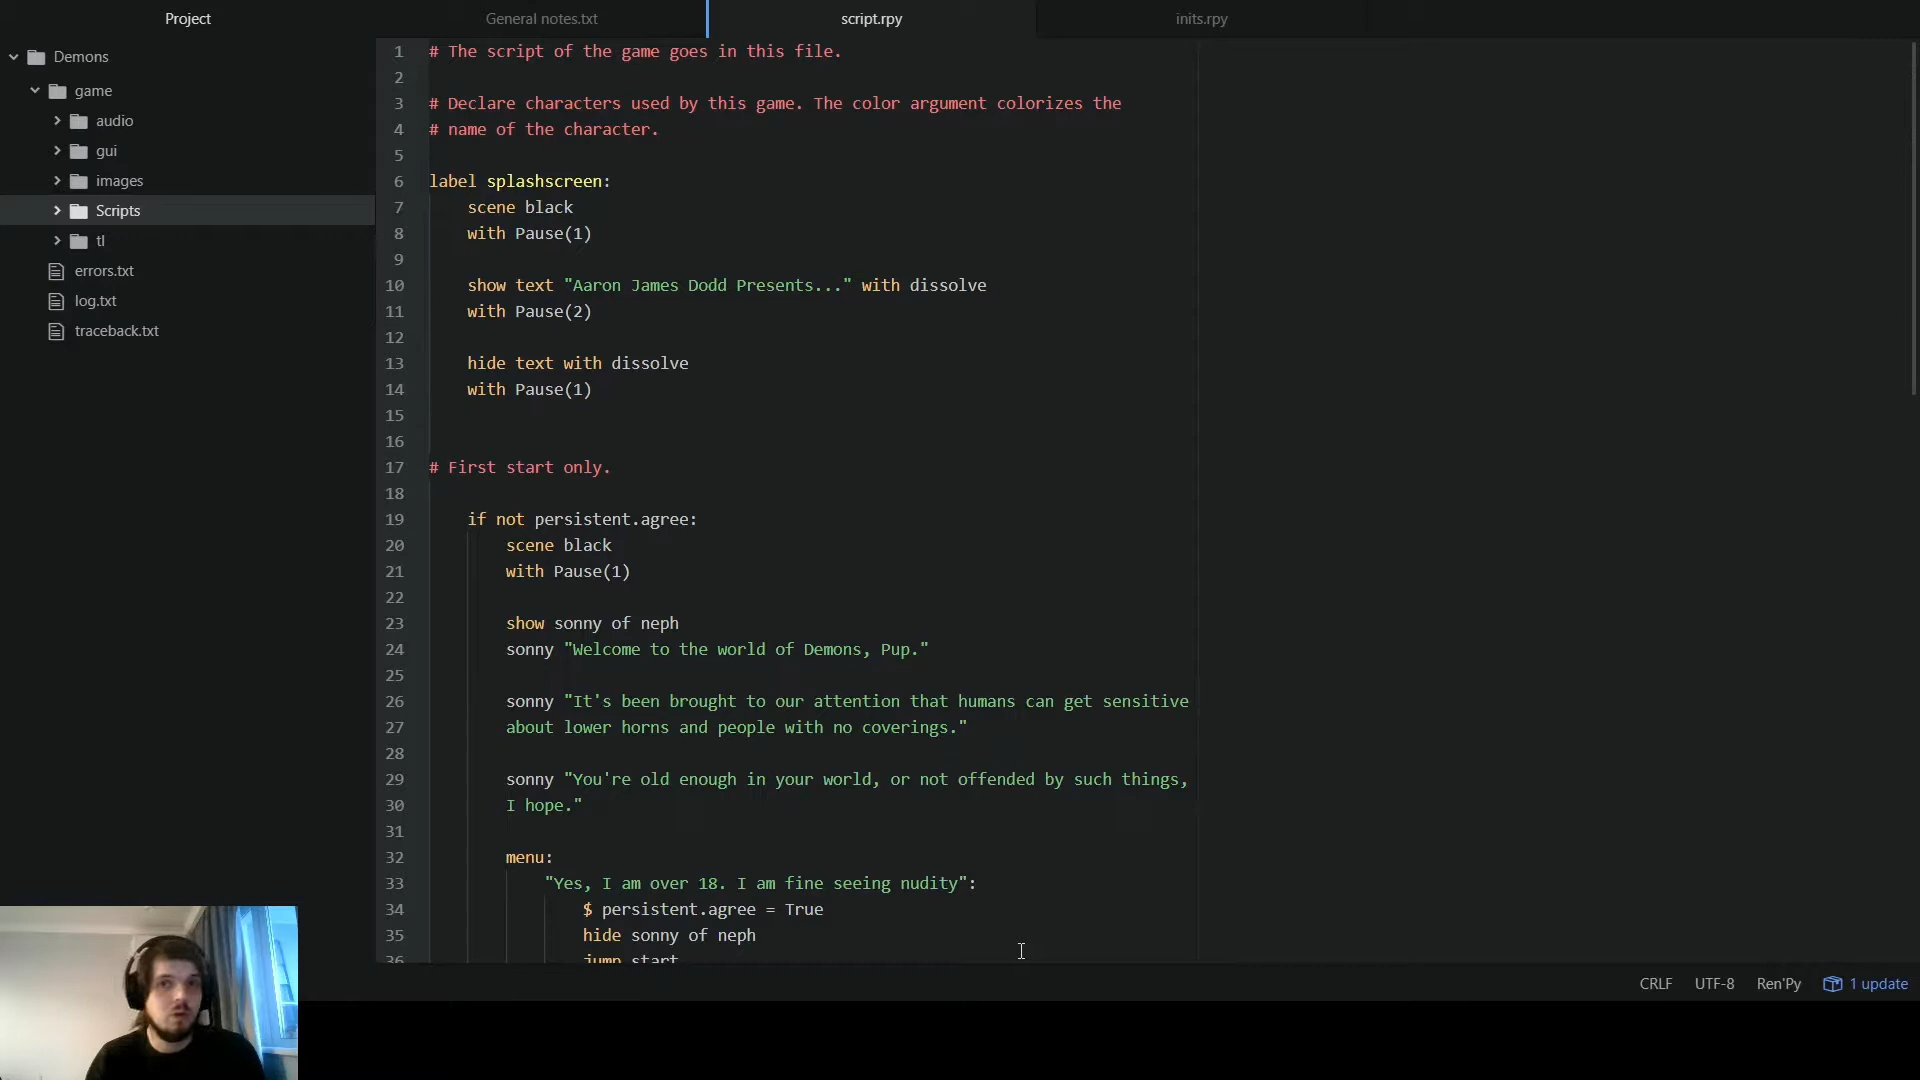 Project
General notes.txt
script.rpy
inits.rpy
Demons
game
audio
gui
images
Scripts
tl
errors.txt
log.txt
traceback.txt
1 # The script of the game goes in this file.
2
3 # Declare characters used by this game. The color argument colorizes the
4 # name of the character.
5
6 label splashscreen:
7 scene black
8 with Pause(1)
9
10 show text "Aaron James Dodd Presents..." with dissolve
11 with Pause(2)
12
13 hide text with dissolve
14 with Pause(1)
15
16
17 # First start only.
18
19 if not persistent.agree:
20 scene black
21 with Pause(1)
22
23 show sonny of neph
24 sonny "Welcome to the world of Demons, Pup."
25
26 sonny "It's been brought to our attention that humans can get sensitive
27 about lower horns and people with no coverings."
28
29 sonny "You're old enough in your world, or not offended by such things,
30 I hope."
31
32 menu:
33 "Yes, I am over 18. I am fine seeing nudity":
34 $ persistent.agree = True
35 hide sonny of neph
36 jump start
CRLF UTF-8 Ren'Py 1 update